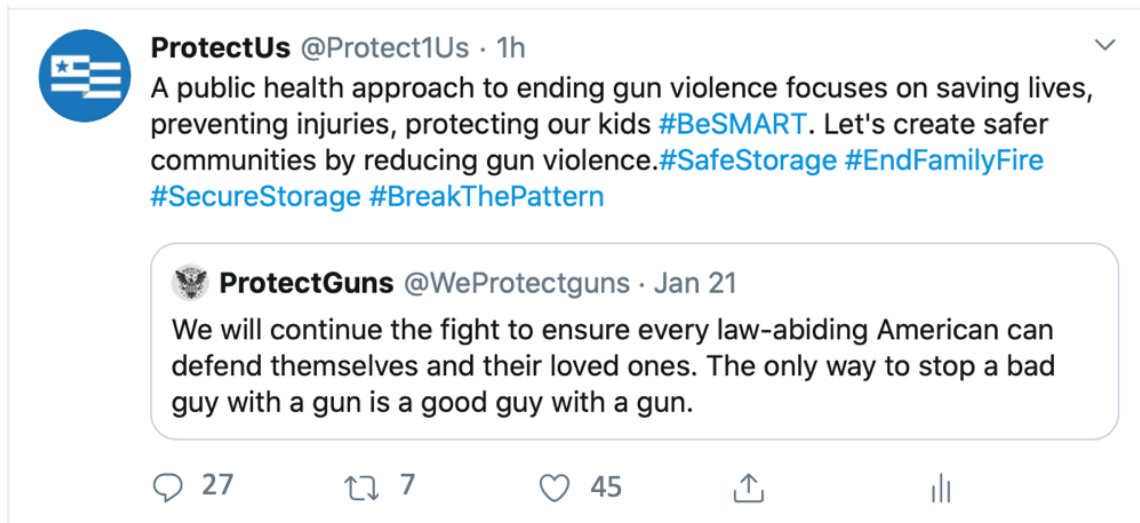 ProtectUs @Protect1Us · 1h
A public health approach to ending gun violence focuses on saving lives,
preventing injuries, protecting our kids #BeSMART. Let's create safer
communities by reducing gun violence.#SafeStorage #EndFamilyFire
#SecureStorage #BreakThePattern
ProtectGuns @WeProtectguns · Jan 21
We will continue the fight to ensure every law-abiding American can
defend themselves and their loved ones. The only way to stop a bad
guy with a gun is a good guy with a gun.
27 7 45